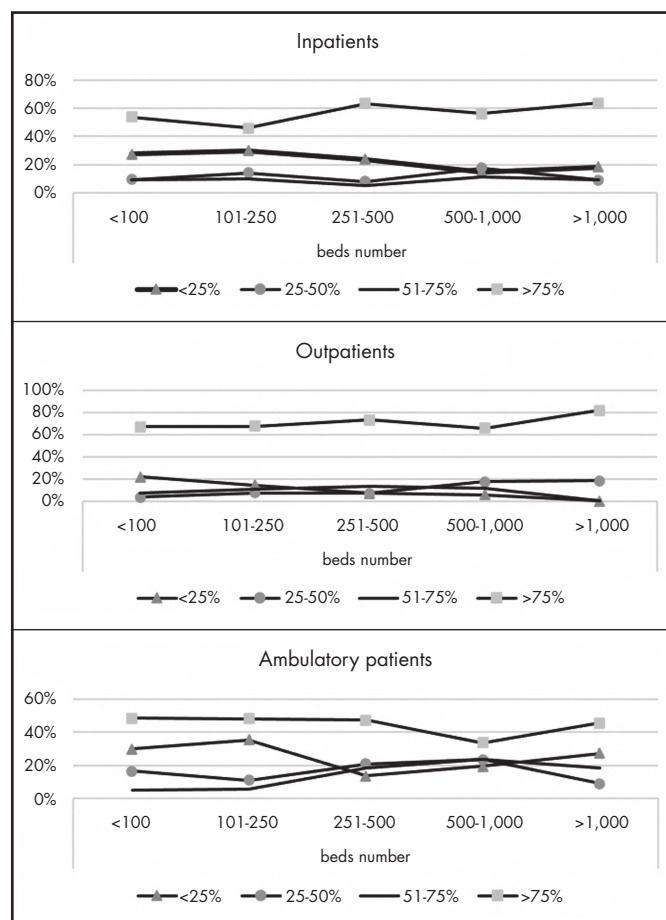 Inpatients
80%
60%
40%
20%
0%
<100 101-250 251-500 500-1,000 >1,000
beds number
<25% 25-50% 51-75% >75%
Outpatients
100%
80%
60%
40%
20%
0%
<100 101-250 251-500 500-1,000 >1,000
beds number
<25% 25-50% 51-75% >75%
Ambulatory patients
60%
40%
20%
0%
<100 101-250 251-500 500-1,000 >1,000
beds number
<25% 25-50% 51-75% >75%